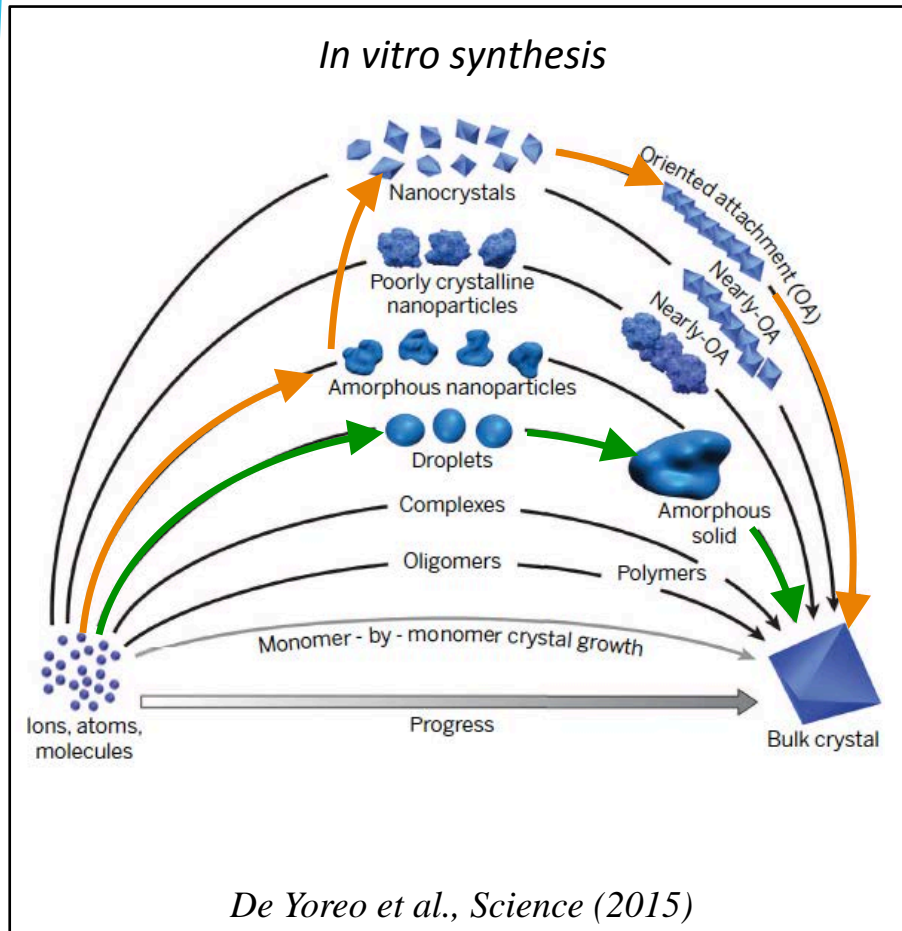 In vitro synthesis
Nanocrystals
Oriented attachment (OA)
Poorly crystalline
nanoparticles
Nearly-OA
Nearly-OA
Amorphous nanoparticles
Droplets
Amorphous
solid
Complexes
Oligomers
Polymers
Monomer - by - monomer crystal growth
Progress
Ions, atoms,
molecules
Bulk crystal
De Yoreo et al., Science (2015)